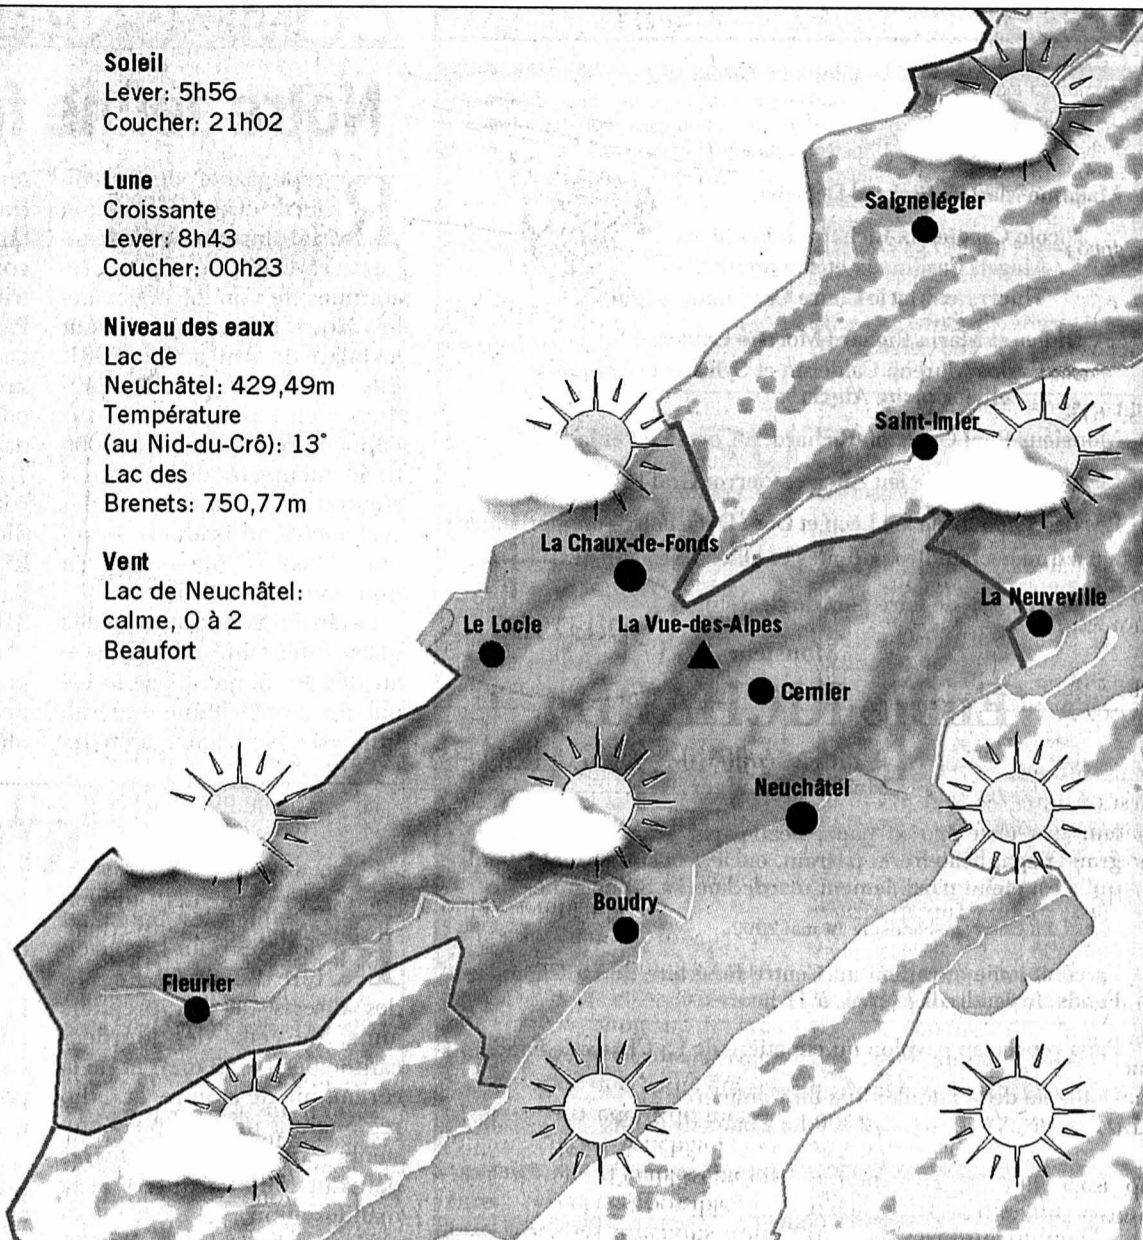 Soleil
Lever: 5h56
Coucher: 21h02
Lune
Croissante
Lever: 8h43
Coucher: 00h23
Niveau des eaux
Lac de
Neuchâtel: 429,49m
Température
(au Nid-du-Crô): 13°
Lac des
Brenets: 750,77m
Vent
Lac de Neuchâtel:
calme, 0 à 2
Beaufort
Saignelégier
Saint-Imier
La Chaux-de-Fonds
La Neuveville
Le Locle
La Vue-des-Alpes
Cernier
Neuchâtel
Boudry
Fleurier